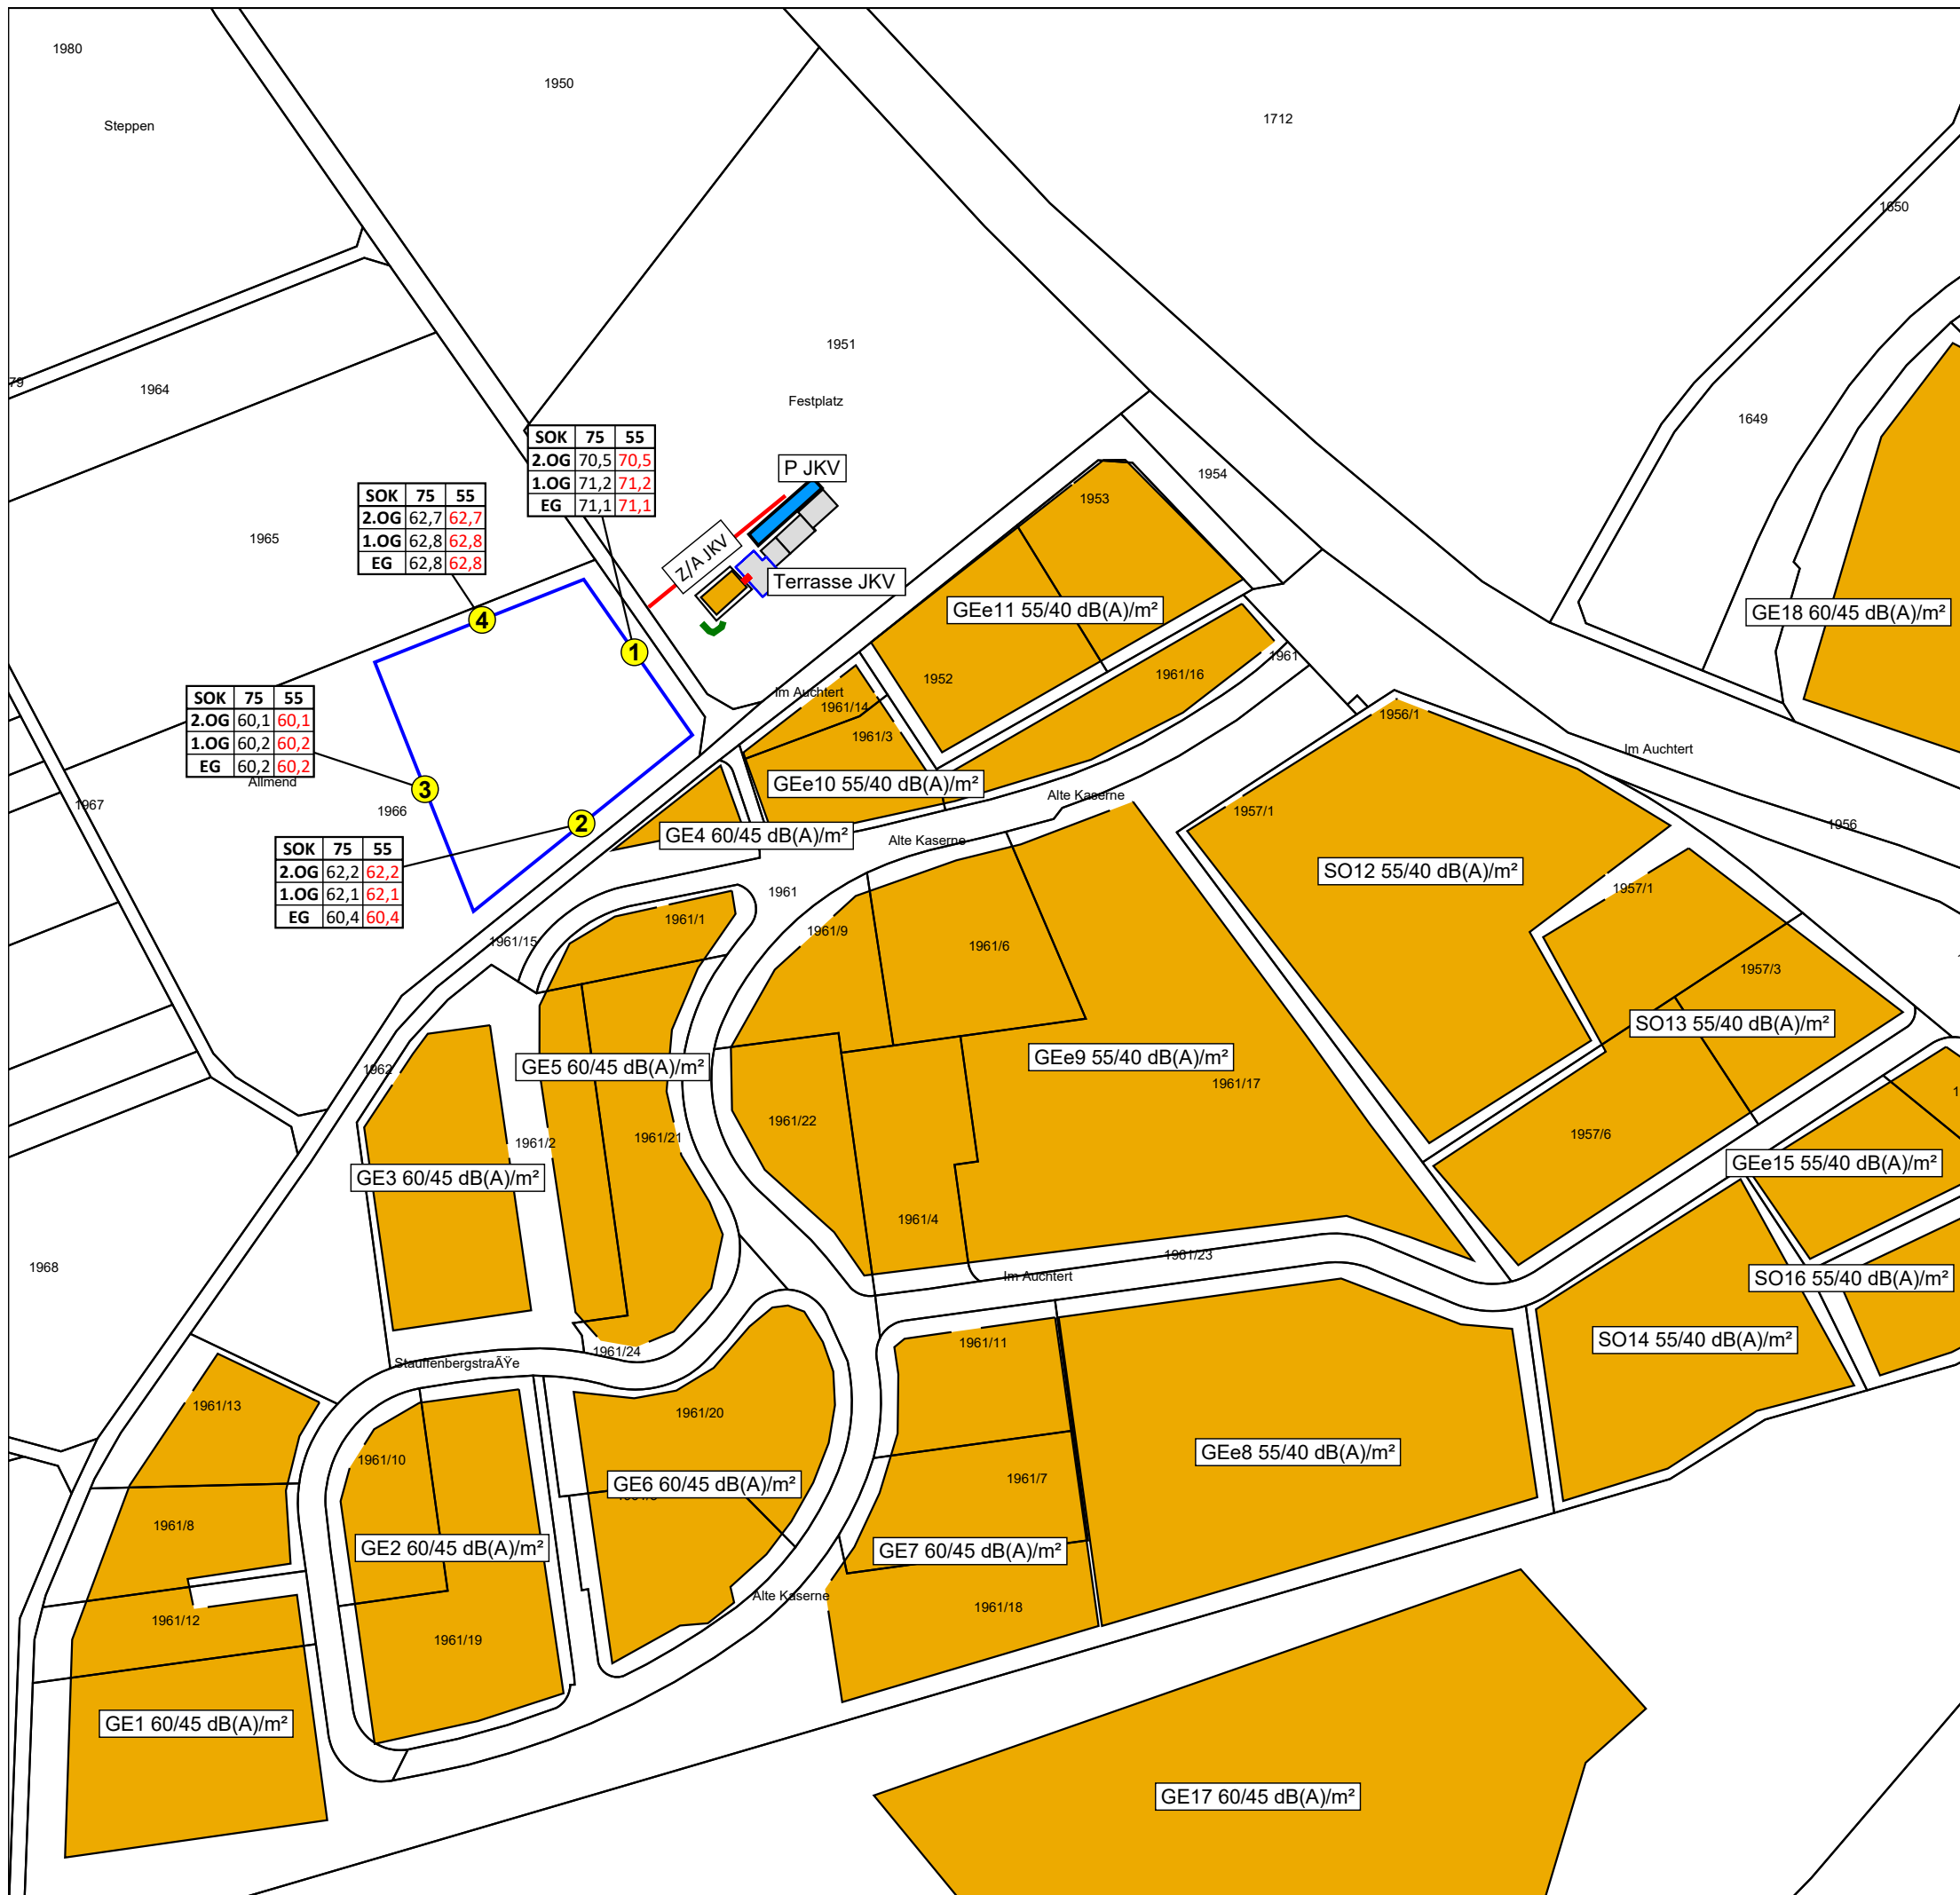 1980
1950
Steppen
1712
1650
1951
79
1964
Festplatz
1649
SOK 75 55
2.OG 70,5 70,5
1.OG 71,2 71,2
EG 71,1 71,1
P JKV
1954
SOK 75 55
2.OG 62,7 62,7
1.OG 62,8 62,8
EG 62,8 62,8
1953
1965
Z/A JKV
Terrasse JKV
GEe11 55/40 dB(A)/m²
GE18 60/45 dB(A)/m²
4
1
1961
1952
1961/16
SOK 75 55
2.OG 60,1 60,1
1.OG 60,2 60,2
EG 60,2 60,2
Im Auchtert
1961/14
1956/1
1961/3
Im Auchtert
Allmend
3
GEe10 55/40 dB(A)/m²
Alte Kaserne
1967
1966
1957/1
2
1956
GE4 60/45 dB(A)/m²
Alte Kaserne
SOK 75 55
2.OG 62,2 62,2
1.OG 62,1 62,1
EG 60,4 60,4
SO12 55/40 dB(A)/m²
1957/1
1961
1961/1
1961/9
1961/15
1961/6
1957/3
SO13 55/40 dB(A)/m²
1962
GE5 60/45 dB(A)/m²
GEe9 55/40 dB(A)/m²
1961/17
1961/22
1961/2
1961/21
1957/6
GE3 60/45 dB(A)/m²
GEe15 55/40 dB(A)/m²
1961/4
1961/23
1968
Im Auchtert
SO16 55/40 dB(A)/m²
1961/11
SO14 55/40 dB(A)/m²
1961/24
StauffenbergstraÃŸe
1961/13
1961/20
1961/10
GEe8 55/40 dB(A)/m²
1961/7
GE6 60/45 dB(A)/m²
1961/8
GE2 60/45 dB(A)/m²
GE7 60/45 dB(A)/m²
Alte Kaserne
1961/18
1961/12
1961/19
GE1 60/45 dB(A)/m²
GE17 60/45 dB(A)/m²